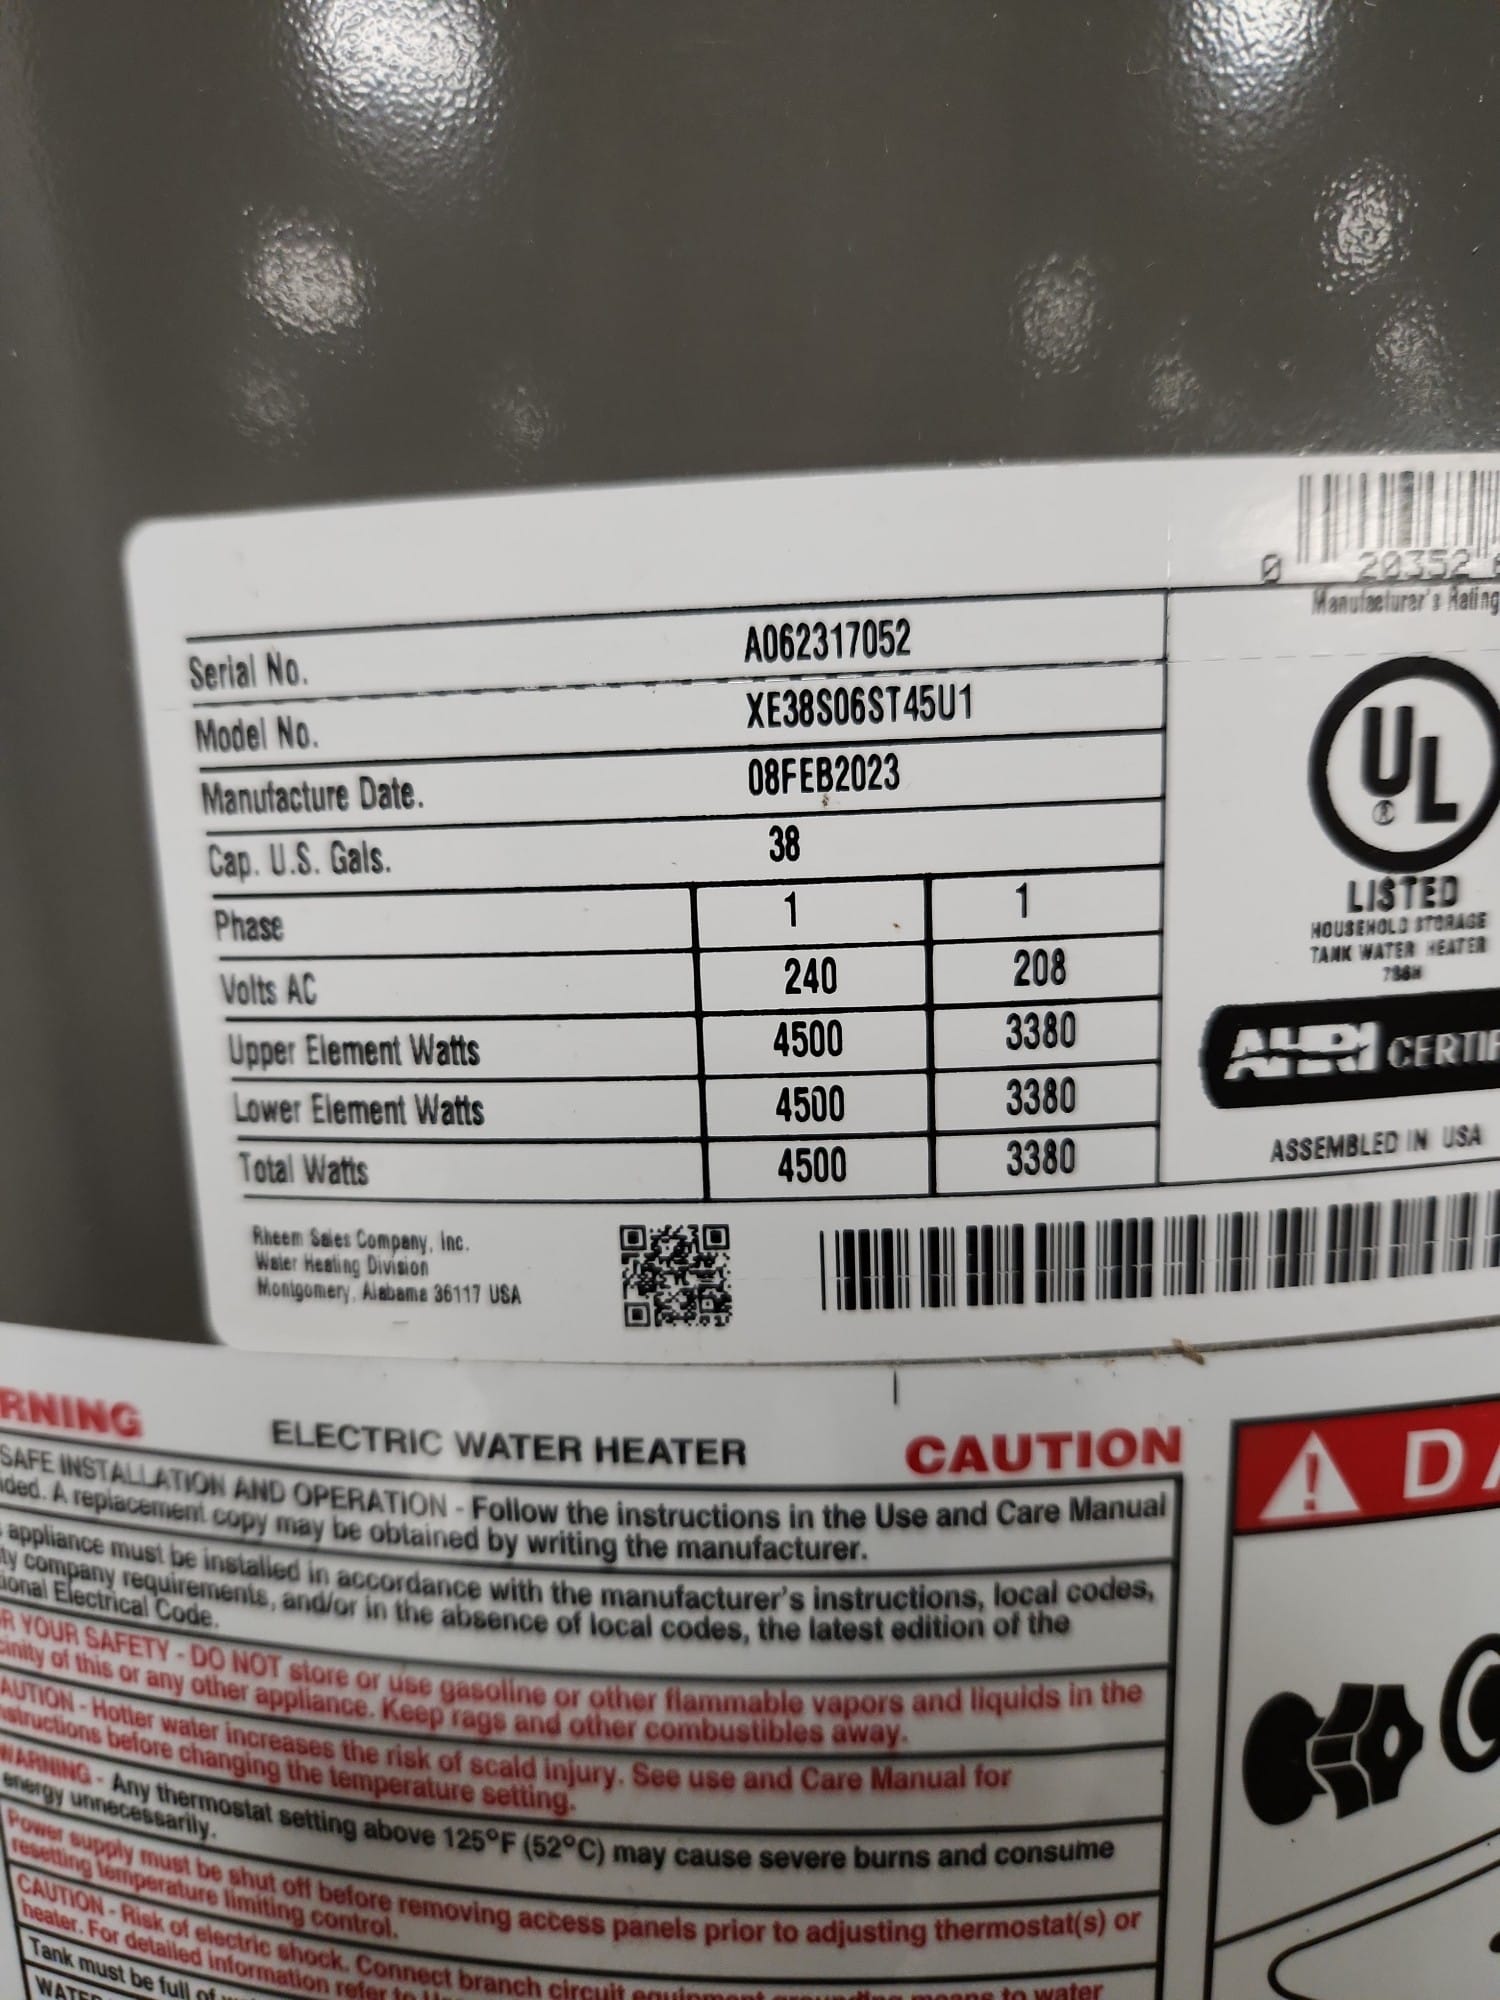 0 20352
Manufacturer's Rating
Serial No. A062317052
Model No. XE38S06ST45U1
Manufacture Date. 08FEB2023
Cap. U.S. Gals. 38
Phase 1 1
Volts AC 240 208
Upper Element Watts 4500 3380
Lower Element Watts 4500 3380
Total Watts 4500 3380
UL
®
LISTED
HOUSEHOLD STORAGE
TANK WATER HEATER
AHRI CERTIF
ASSEMBLED IN USA
Rheem Sales Company, Inc.
Water Heating Division
Montgomery, Alabama 36117 USA
RNING ELECTRIC WATER HEATER CAUTION
SAFE INSTALLATION AND OPERATION - Follow the instructions in the Use and Care Manual
ded. A replacement copy may be obtained by writing the manufacturer.
appliance must be installed in accordance with the manufacturer's instructions, local codes,
ty company requirements, and/or in the absence of local codes, the latest edition of the
ional Electrical Code.
R YOUR SAFETY - DO NOT store or use gasoline or other flammable vapors and liquids in the
cinity of this or any other appliance. Keep rags and other combustibles away.
AUTION - Hotter water increases the risk of scald injury. See use and Care Manual for
nstructions before changing the temperature setting.
WARNING - Any thermostat setting above 125°F (52°C) may cause severe burns and consume
energy unnecessarily.
Power supply must be shut off before removing access panels prior to adjusting thermostat(s) or
resetting temperature limiting control.
CAUTION - Risk of electric shock. Connect branch circuit equipment grounding means to water
heater. For detailed information refer to
Tank must be full of
WATER
DA